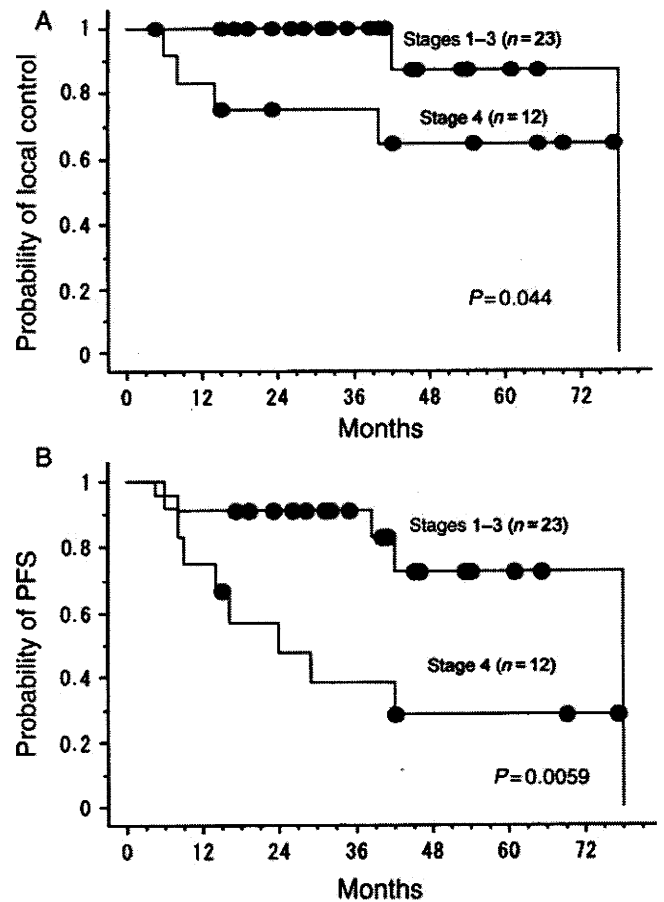 A
Probability of local control
1
0.8
0.6
0.4
0.2
0
Stages 1–3 (n=23)
Stage 4 (n=12)
P=0.044
0 12 24 36 48 60 72
Months
B
Probability of PFS
1
0.8
0.6
0.4
0.2
0
Stages 1–3 (n=23)
Stage 4 (n=12)
P=0.0059
0 12 24 36 48 60 72
Months